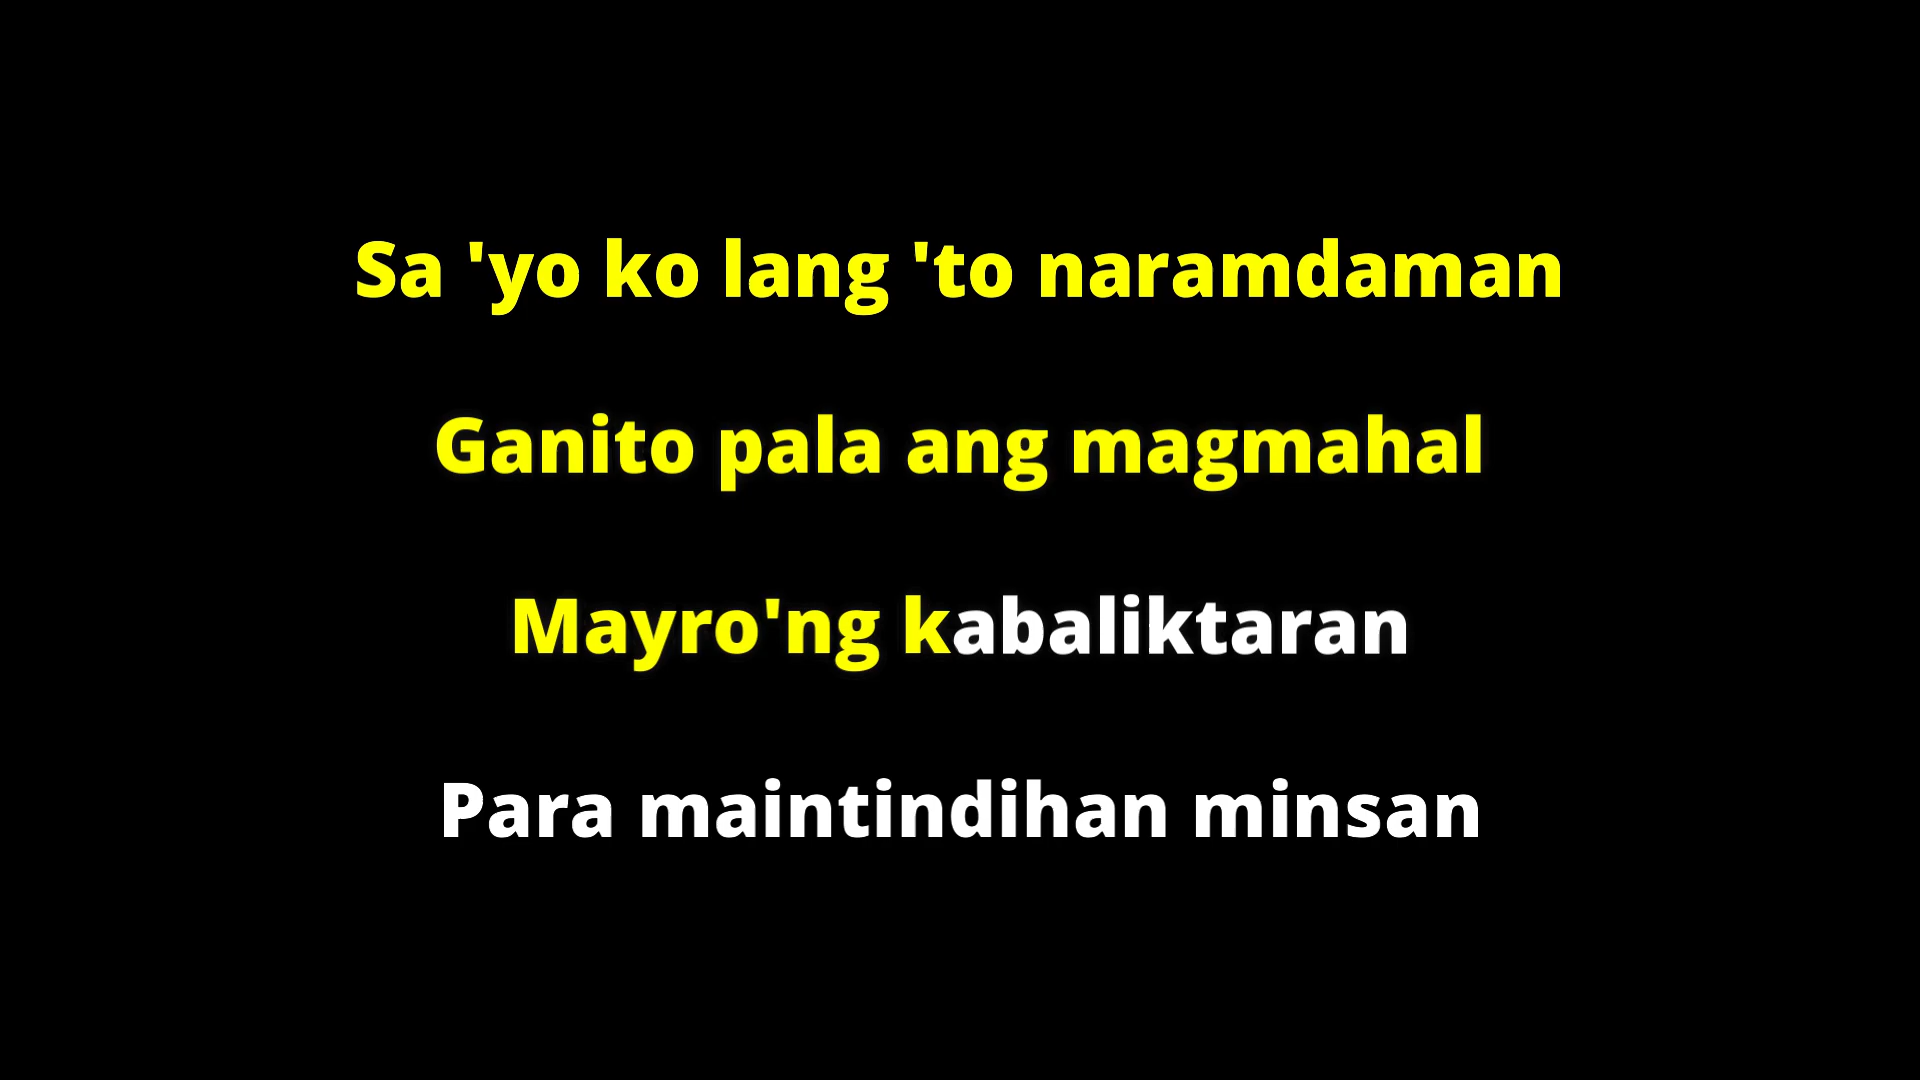 Sa 'yo ko lang 'to naramdaman
Ganito pala ang magmahal
Mayro'ng kabaliktaran
Para maintindihan minsan